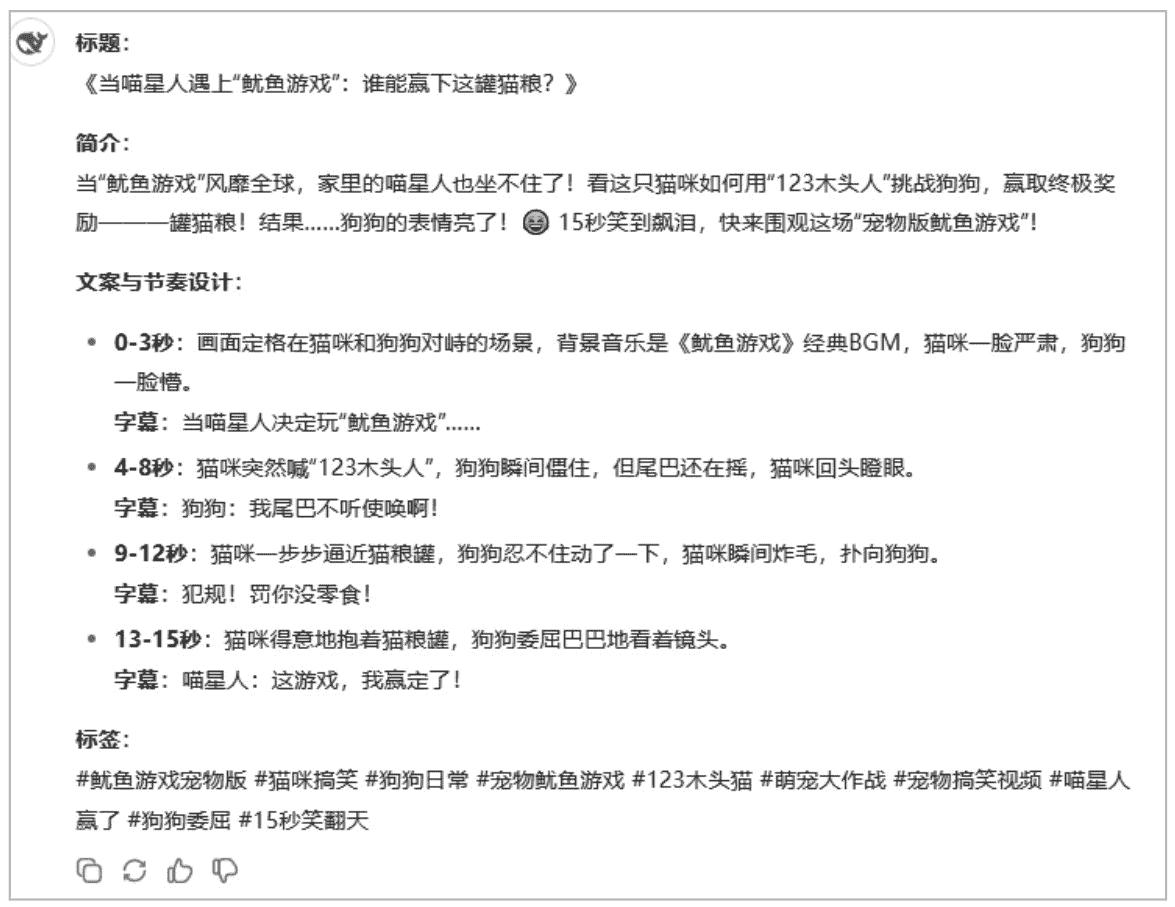 标题：
《当喵星人遇上“鱿鱼游戏”：谁能赢下这罐猫粮？》
简介：
当“鱿鱼游戏”风靡全球，家里的喵星人也坐不住了！看这只猫咪如何用“123木头人”挑战狗狗，赢取终极奖
励——一罐猫粮！结果……狗狗的表情亮了！😆 15秒笑到飙泪，快来围观这场“宠物版鱿鱼游戏”！
文案与节奏设计：
• 0-3秒：画面定格在猫咪和狗狗对峙的场景，背景音乐是《鱿鱼游戏》经典BGM，猫咪一脸严肃，狗狗
一脸懵。
字幕：当喵星人决定玩“鱿鱼游戏”……
• 4-8秒：猫咪突然喊“123木头人”，狗狗瞬间僵住，但尾巴还在摇，猫咪回头瞪眼。
字幕：狗狗：我尾巴不听使唤啊！
• 9-12秒：猫咪一步步逼近猫粮罐，狗狗忍不住动了一下，猫咪瞬间炸毛，扑向狗狗。
字幕：犯规！罚你没零食！
• 13-15秒：猫咪得意地抱着猫粮罐，狗狗委屈巴巴地看着镜头。
字幕：喵星人：这游戏，我赢定了！
标签：
#鱿鱼游戏宠物版 #猫咪搞笑 #狗狗日常 #宠物鱿鱼游戏 #123木头猫 #萌宠大作战 #宠物搞笑视频 #喵星人
赢了 #狗狗委屈 #15秒笑翻天